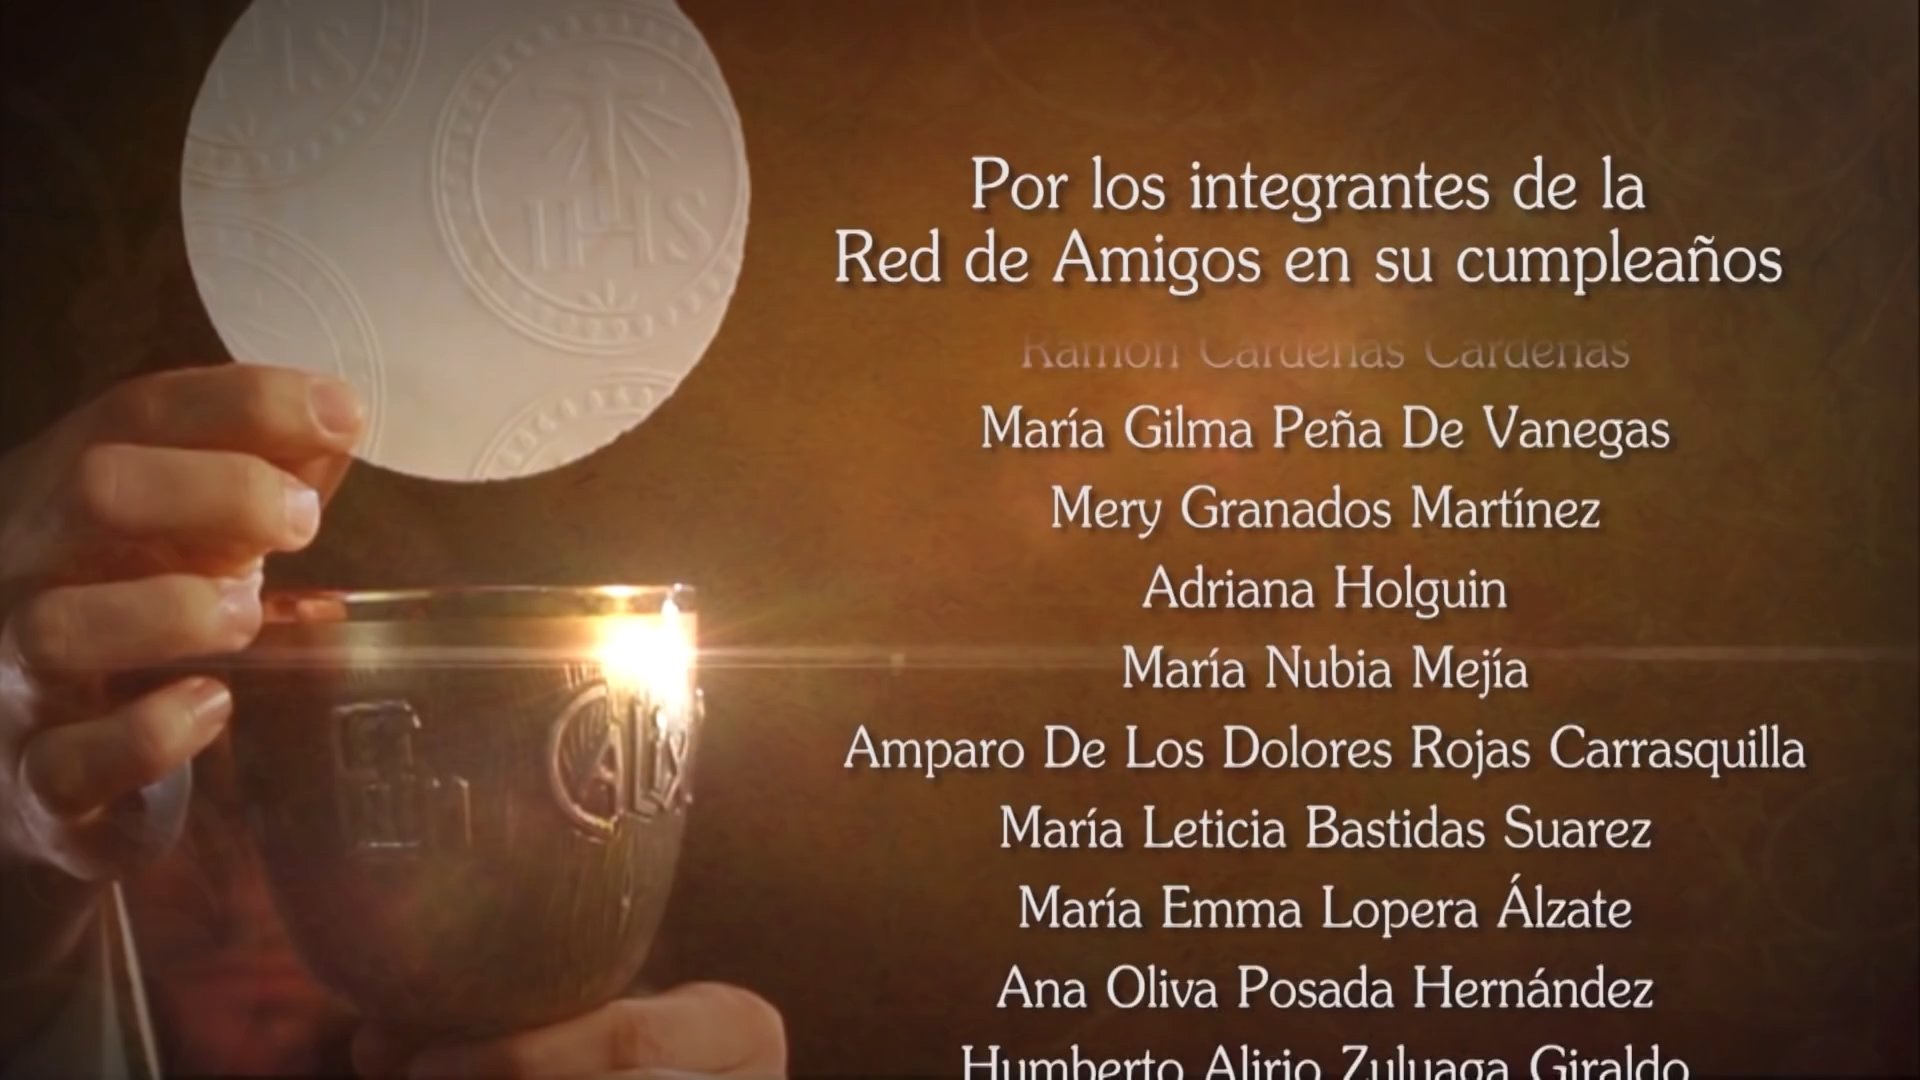 IHS
Por los integrantes de la
Red de Amigos en su cumpleaños
Ramón Cárdenas Cárdenas
María Gilma Peña De Vanegas
Mery Granados Martínez
Adriana Holguin
María Nubia Mejía
Amparo De Los Dolores Rojas Carrasquilla
María Leticia Bastidas Suarez
María Emma Lopera Álzate
Ana Oliva Posada Hernández
Humberto Alirio Zuluaga Giraldo